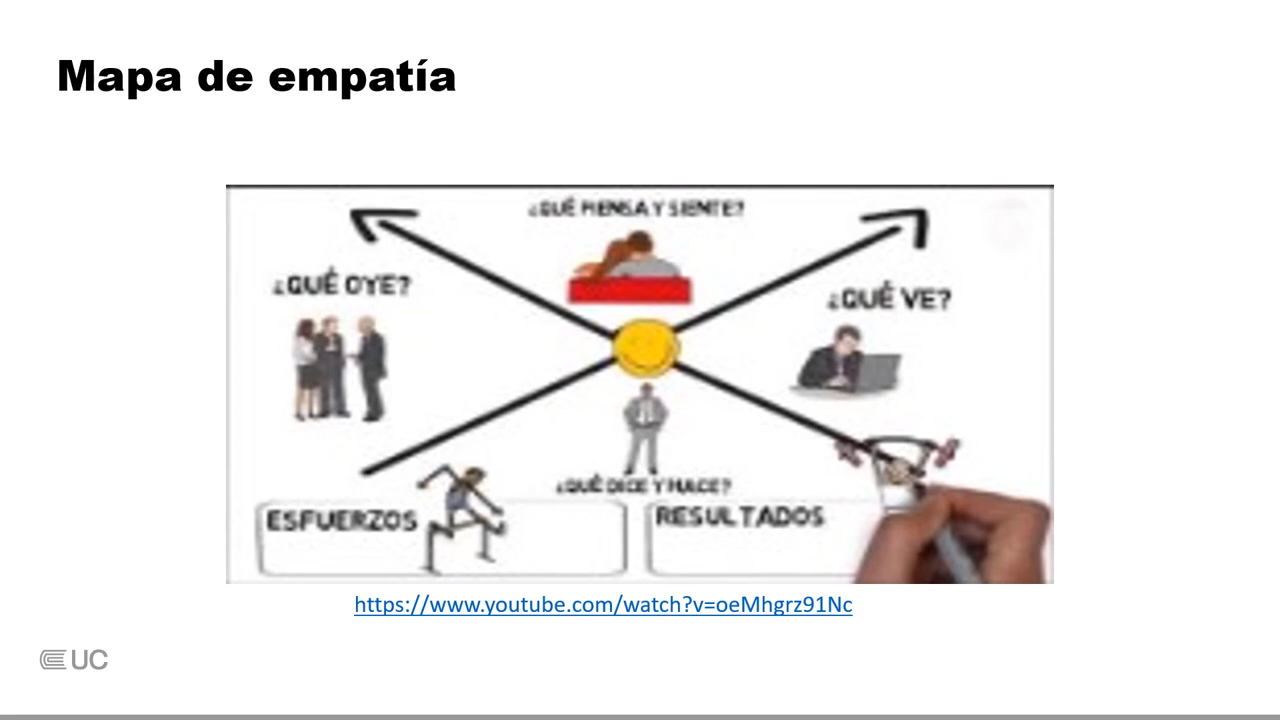 Mapa de empatía
¿QUÉ PIENSA Y SIENTE?
¿QUÉ OYE?
¿QUÉ VE?
¿QUÉ DICE Y HACE?
ESFUERZOS
RESULTADOS
https://www.youtube.com/watch?v=oeMhgrz91Nc
UC